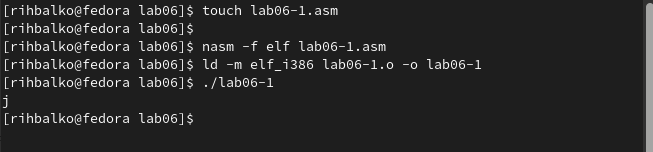 [rihbalko@fedora lab06]$ touch lab06-1.asm
[rihbalko@fedora lab06]$
[rihbalko@fedora lab06]$ nasm -f elf lab06-1.asm
[rihbalko@fedora lab06]$ ld -m elf_i386 lab06-1.o -o lab06-1
[rihbalko@fedora lab06]$ ./lab06-1
j
[rihbalko@fedora lab06]$